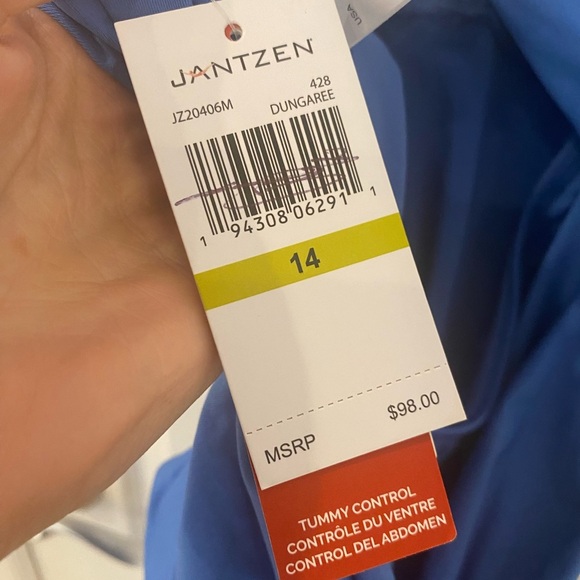 USA
JANTZEN
428
JZ20406M DUNGAREE
1 94308 06291 1
14
MSRP $98.00
TUMMY CONTROL
CONTRÔLE DU VENTRE
CONTROL DEL ABDOMEN